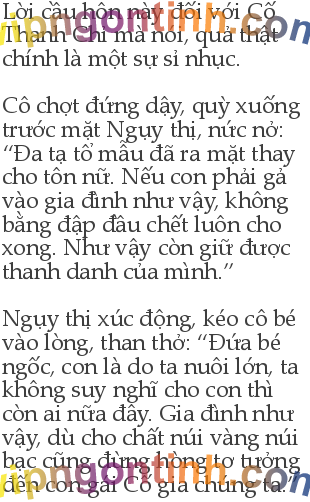 Lời cầu hôn này đối với Cố
Thanh Chi mà nói, quả thật
chính là một sự sỉ nhục.
Cô chợt đứng dậy, quỳ xuống
trước mặt Ngụy thị, nức nở:
“Đa tạ tổ mẫu đã ra mặt thay
cho tôn nữ. Nếu con phải gả
vào gia đình như vậy, không
bằng đập đầu chết luôn cho
xong. Như vậy còn giữ được
thanh danh của mình.”
Ngụy thị xúc động, kéo cô bé
vào lòng, than thở: “Đứa bé
ngốc, con là do ta nuôi lớn, ta
không suy nghĩ cho con thì
còn ai nữa đây. Gia đình như
vậy, dù cho chất núi vàng núi
bạc cũng đừng hòng tơ tưởng
đến con gái Cố gia chúng ta.”